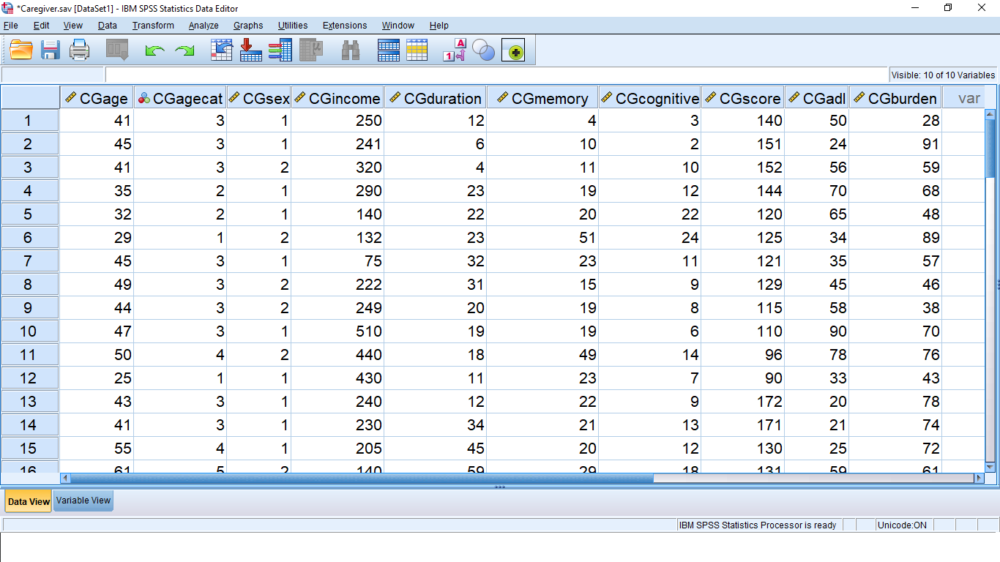 *Caregiver.sav [DataSet1] - IBM SPSS Statistics Data Editor
File Edit View Data Transform Analyze Graphs Utilities Extensions Window Help
1 A
Visible: 10 of 10 Variables
CGage CGagecat CGsex CGincome CGduration CGmemory CGcognitive CGscore CGadl CGburden var
1 41 3 1 250 12 4 3 140 50 28
2 45 3 1 241 6 10 2 151 24 91
3 41 3 2 320 4 11 10 152 56 59
4 35 2 1 290 23 19 12 144 70 68
5 32 2 1 140 22 20 22 120 65 48
6 29 1 2 132 23 51 24 125 34 89
7 45 3 1 75 32 23 11 121 35 57
8 49 3 2 222 31 15 9 129 45 46
9 44 3 2 249 20 19 8 115 58 38
10 47 3 1 510 19 19 6 110 90 70
11 50 4 2 440 18 49 14 96 78 76
12 25 1 1 430 11 23 7 90 33 43
13 43 3 1 240 12 22 9 172 20 78
14 41 3 1 230 34 21 13 171 21 74
15 55 4 1 205 45 20 12 130 25 72
16 61 5 2 140 59 29 18 131 59 61
Data View Variable View
IBM SPSS Statistics Processor is ready Unicode:ON